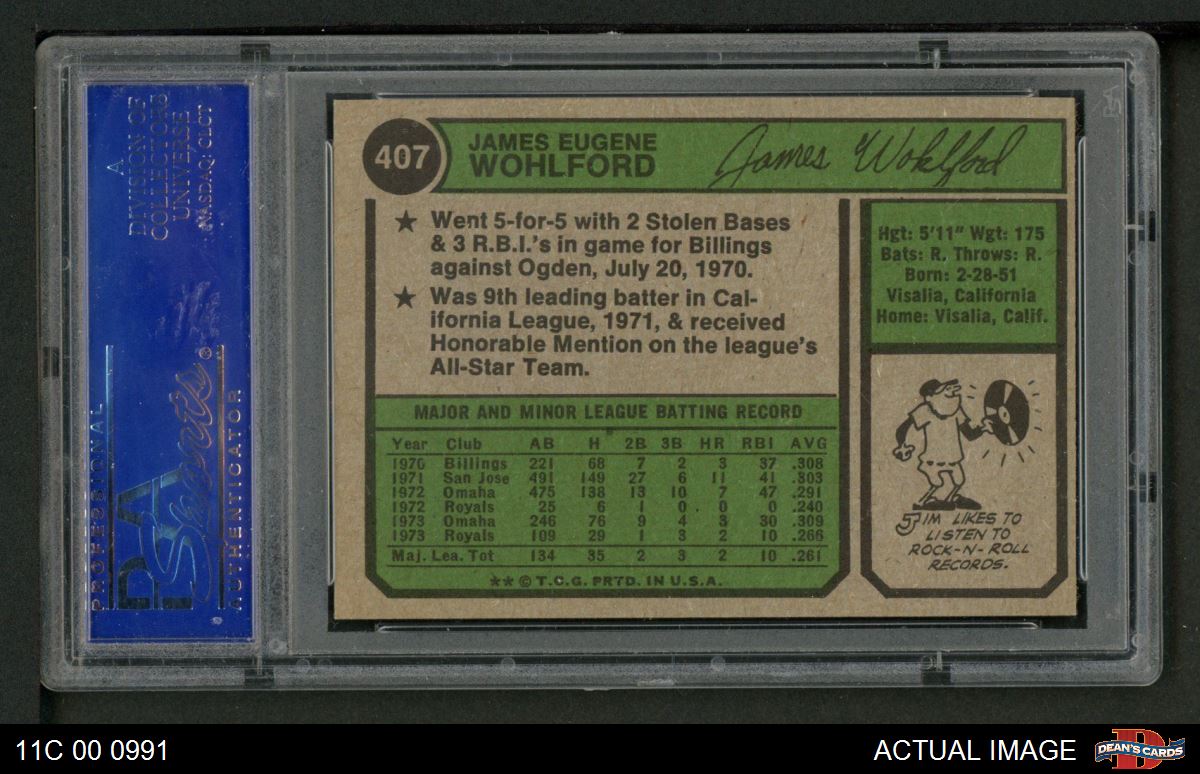 A
DIVISION OF
COLLECTORS
UNIVERSE
NASDAQ: CLCT
PROFESSIONAL
PSA
Sports
®
AUTHENTICATOR
407
JAMES EUGENE
WOHLFORD
James Wohlford
★ Went 5-for-5 with 2 Stolen Bases
& 3 R.B.I.'s in game for Billings
against Ogden, July 20, 1970.
★ Was 9th leading batter in Cal-
ifornia League, 1971, & received
Honorable Mention on the league's
All-Star Team.
Hgt: 5'11" Wgt: 175
Bats: R. Throws: R.
Born: 2-28-51
Visalia, California
Home: Visalia, Calif.
MAJOR AND MINOR LEAGUE BATTING RECORD
Year Club AB H 2B 3B HR RBI AVG
1970 Billings 221 68 7 2 3 37 .308
1971 San Jose 491 149 27 6 11 41 .303
1972 Omaha 475 138 13 10 7 47 .291
1972 Royals 25 6 1 0 0 0 .240
1973 Omaha 246 76 9 4 3 30 .309
1973 Royals 109 29 1 3 2 10 .266
Maj. Lea. Tot 134 35 2 3 2 10 .261
** © T.C.G. PRTD. IN U.S.A.
JIM LIKES TO
LISTEN TO
ROCK-N-ROLL
RECORDS.
11C 00 0991
ACTUAL IMAGE
DEAN'S CARDS